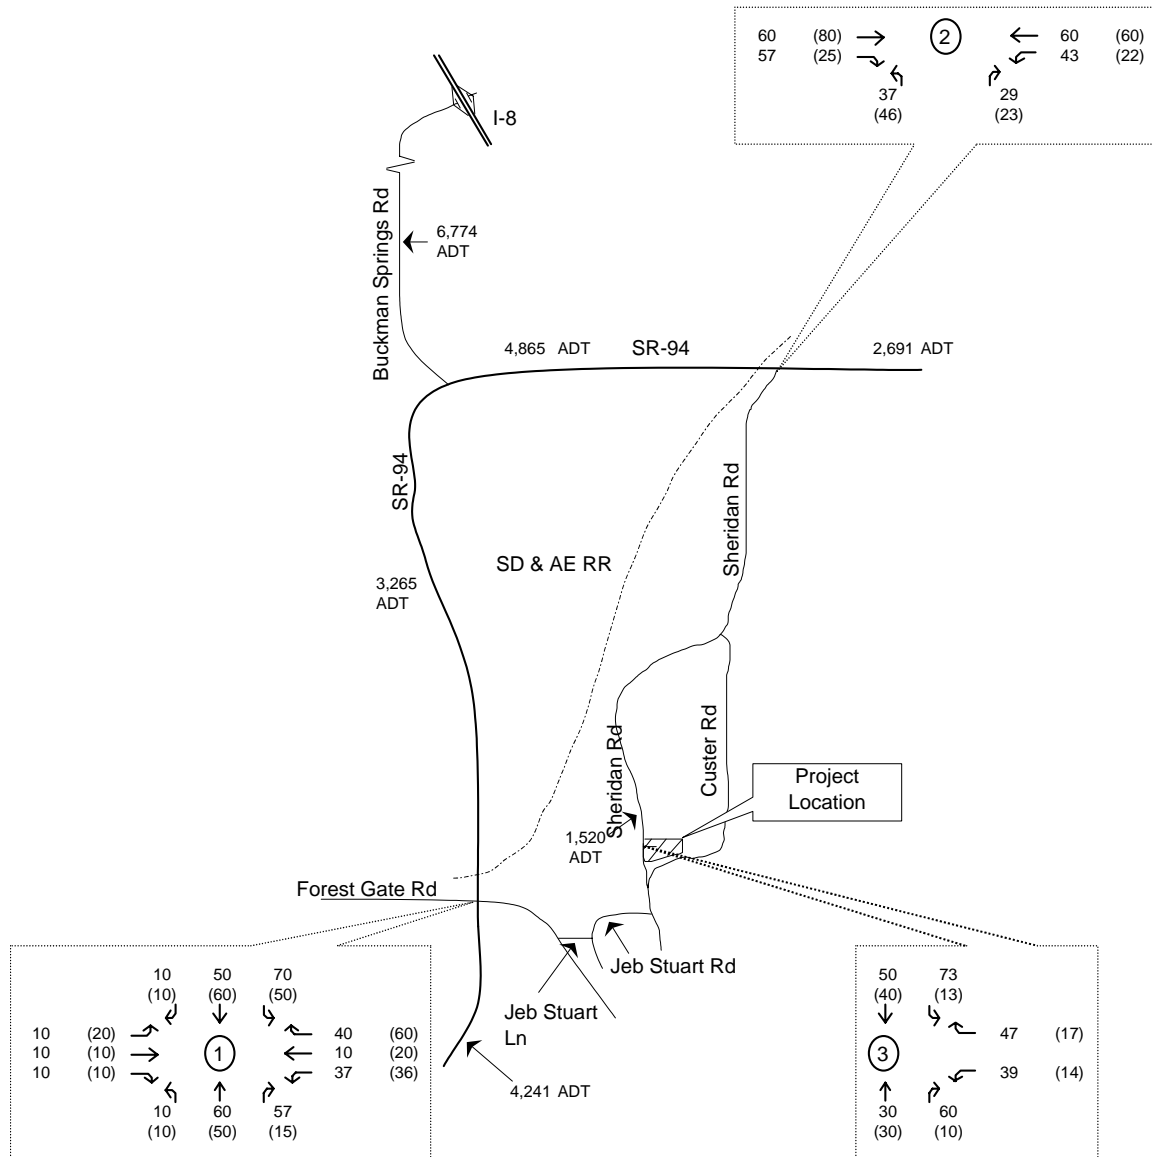 60 (80) 2 60 (60)
57 (25) 43 (22)
37 29
(46) (23)
I-8
Buckman Springs Rd
6,774
ADT
4,865 ADT SR-94 2,691 ADT
SR-94
Sheridan Rd
SD & AE RR
3,265
ADT
Sheridan Rd
Custer Rd
Project
Location
1,520
ADT
Forest Gate Rd
Jeb Stuart Rd
Jeb Stuart
Ln
4,241 ADT
10 50 70
(10) (60) (50)
10 (20) 40 (60)
10 (10) 1 10 (20)
10 (10) 37 (36)
10 60 57
(10) (50) (15)
50 73
(40) (13)
47 (17)
3
39 (14)
30 60
(30) (10)